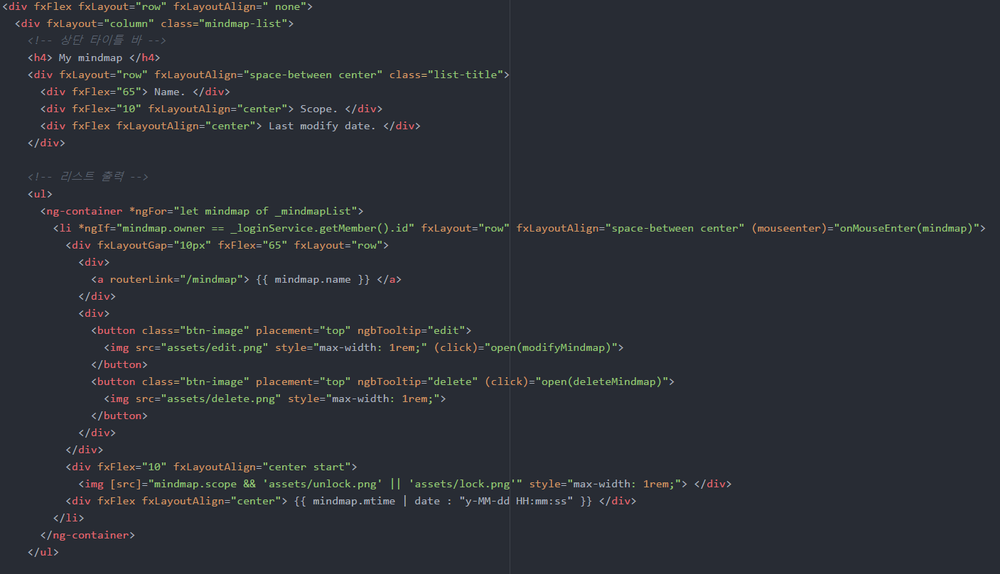 <div fxFlex fxLayout="row" fxLayoutAlign=" none">
<div fxLayout="column" class="mindmap-list">
<!-- 상단 타이틀 바 -->
<h4> My mindmap </h4>
<div fxLayout="row" fxLayoutAlign="space-between center" class="list-title">
<div fxFlex="65"> Name. </div>
<div fxFlex="10" fxLayoutAlign="center"> Scope. </div>
<div fxFlex fxLayoutAlign="center"> Last modify date. </div>
</div>
<!-- 리스트 출력 -->
<ul>
<ng-container *ngFor="let mindmap of _mindmapList">
<li *ngIf="mindmap.owner == _loginService.getMember().id" fxLayout="row" fxLayoutAlign="space-between center" (mouseenter)="onMouseEnter(mindmap)">
<div fxLayoutGap="10px" fxFlex="65" fxLayout="row">
<div>
<a routerLink="/mindmap"> {{ mindmap.name }} </a>
</div>
<div>
<button class="btn-image" placement="top" ngbTooltip="edit">
<img src="assets/edit.png" style="max-width: 1rem;" (click)="open(modifyMindmap)">
</button>
<button class="btn-image" placement="top" ngbTooltip="delete" (click)="open(deleteMindmap)">
<img src="assets/delete.png" style="max-width: 1rem;">
</button>
</div>
</div>
<div fxFlex="10" fxLayoutAlign="center start">
<img [src]="mindmap.scope && 'assets/unlock.png' || 'assets/lock.png'" style="max-width: 1rem;"> </div>
<div fxFlex fxLayoutAlign="center"> {{ mindmap.mtime | date : "y-MM-dd HH:mm:ss" }} </div>
</li>
</ng-container>
</ul>